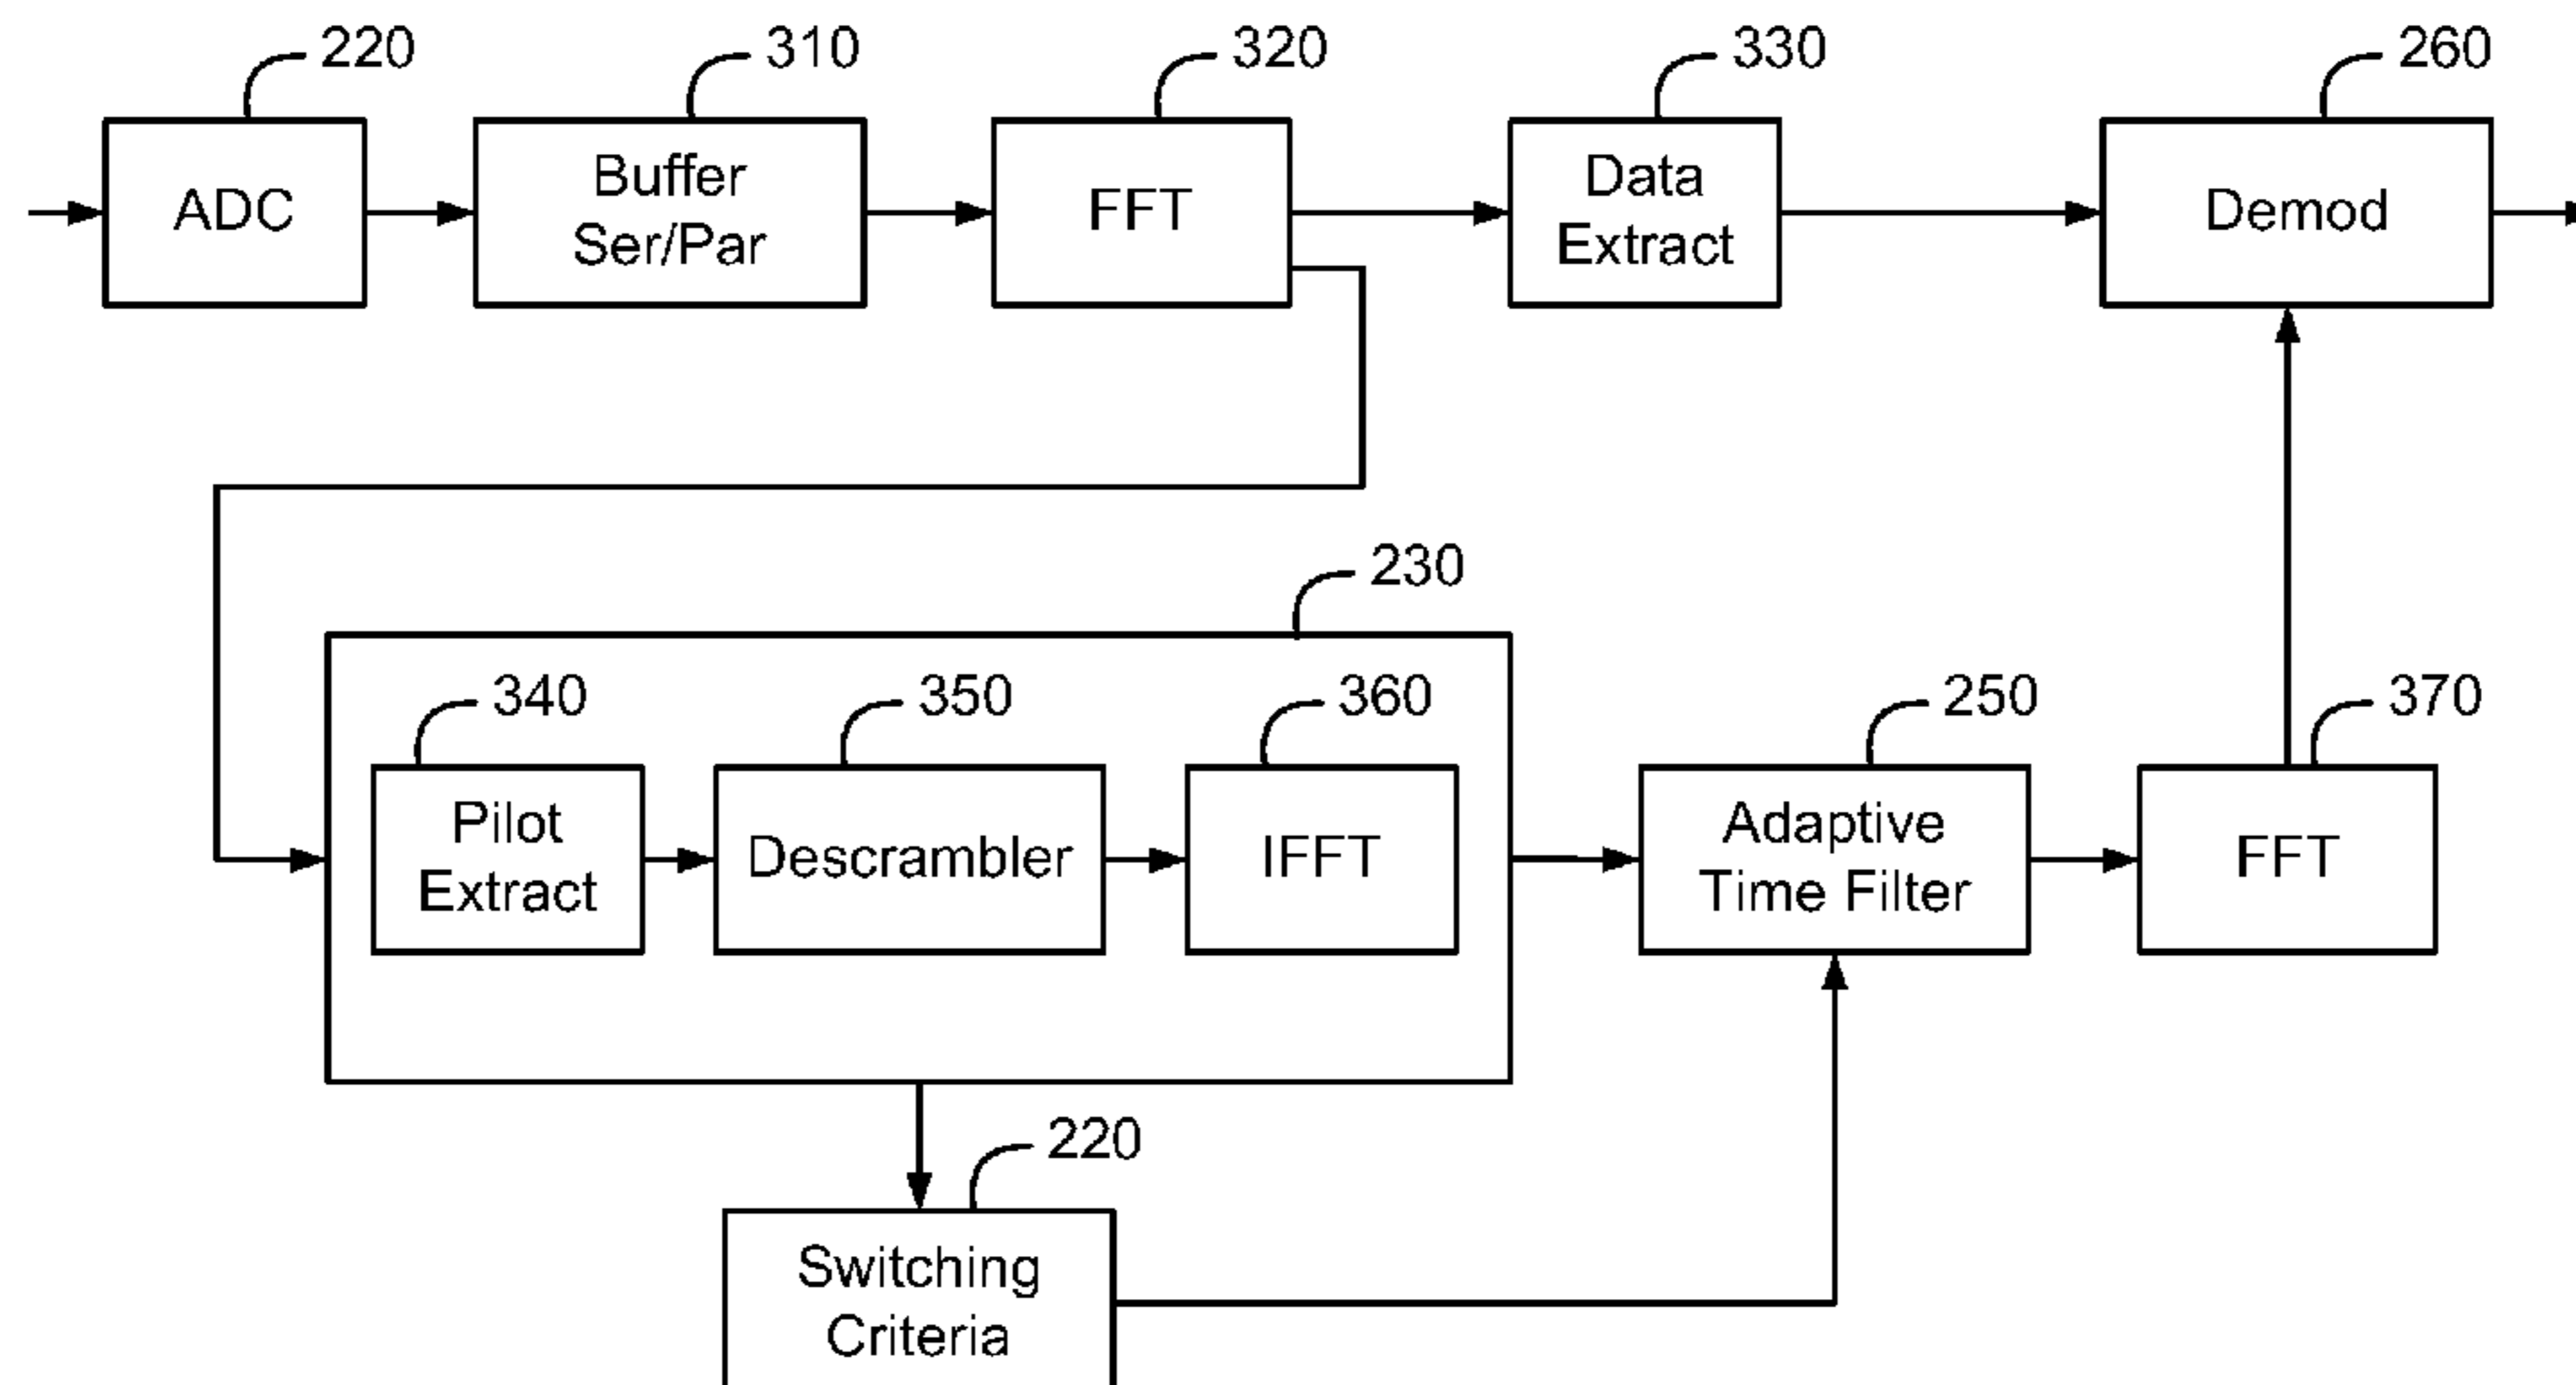 220
310
320
330
260
ADC
Buffer
Ser/Par
FFT
Data
Extract
Demod
230
340
350
360
250
370
Pilot
Extract
Descrambler
IFFT
Adaptive
Time Filter
FFT
220
Switching
Criteria